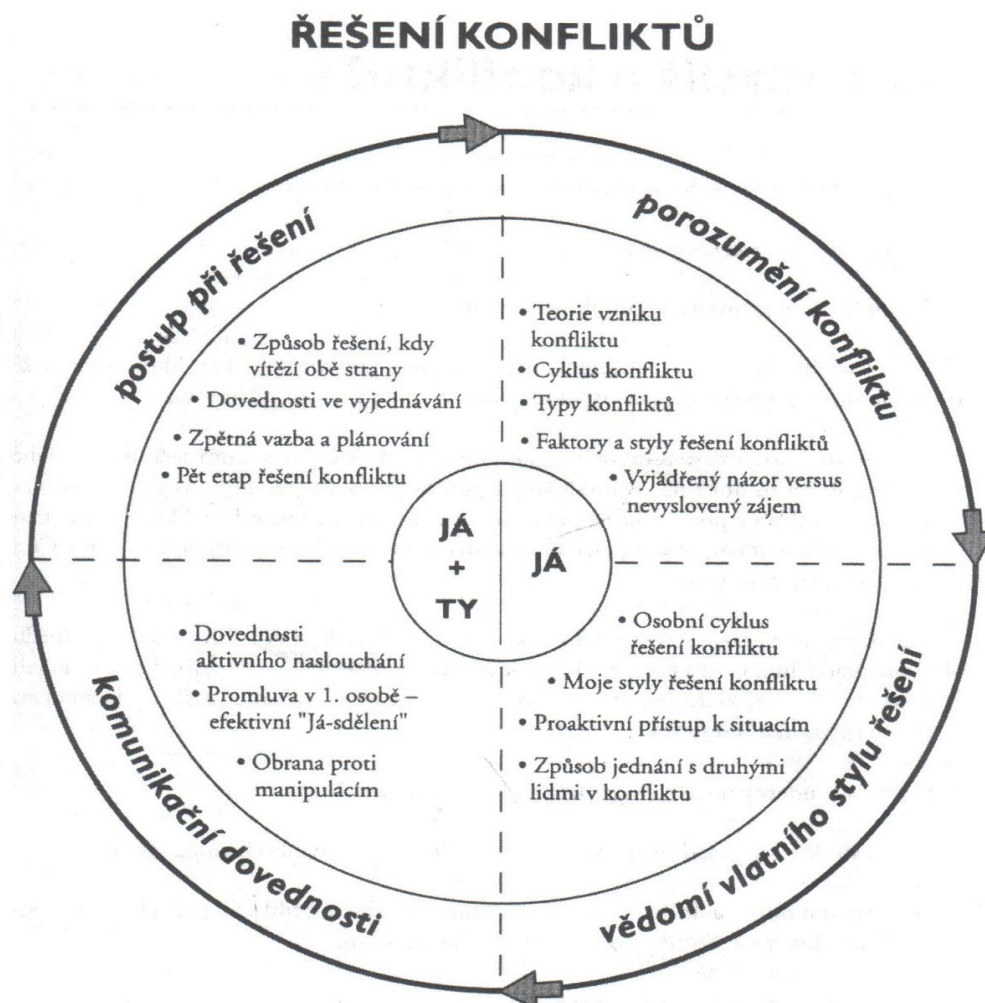 ŘEŠENÍ KONFLIKTŮ
postup při řešení
porozumění konfliktu
• Způsob řešení, kdy
vítězí obě strany
• Dovednosti ve vyjednávání
• Zpětná vazba a plánování
• Pět etap řešení konfliktu
• Teorie vzniku
konfliktu
• Cyklus konfliktu
• Typy konfliktů
• Faktory a styly řešení konfliktů
• Vyjádřený názor versus
nevyslovený zájem
JÁ
+
TY
JÁ
• Dovednosti
aktivního naslouchání
• Promluva v 1. osobě –
efektivní "Já-sdělení"
• Obrana proti
manipulacím
• Osobní cyklus
řešení konfliktu
• Moje styly řešení konfliktu
• Proaktivní přístup k situacím
• Způsob jednání s druhými
lidmi v konfliktu
komunikační dovednosti
vědomí vlatního stylu řešení